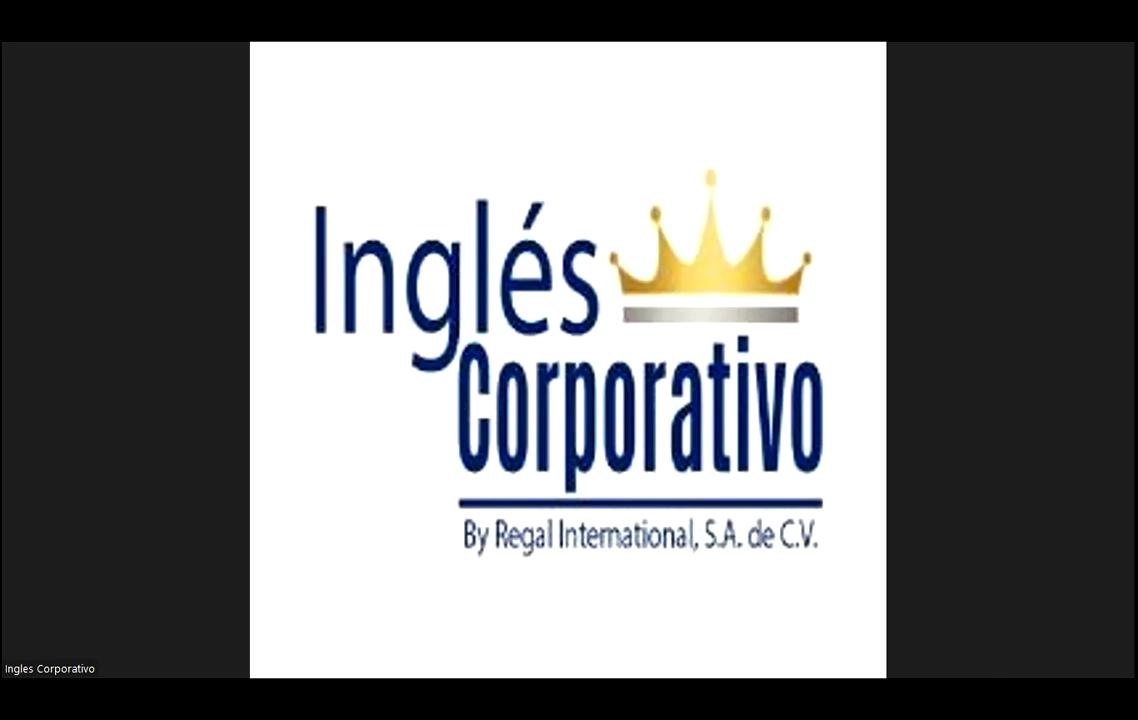 Inglés
Corporativo
By Regal International, S.A. de C.V.
Ingles Corporativo